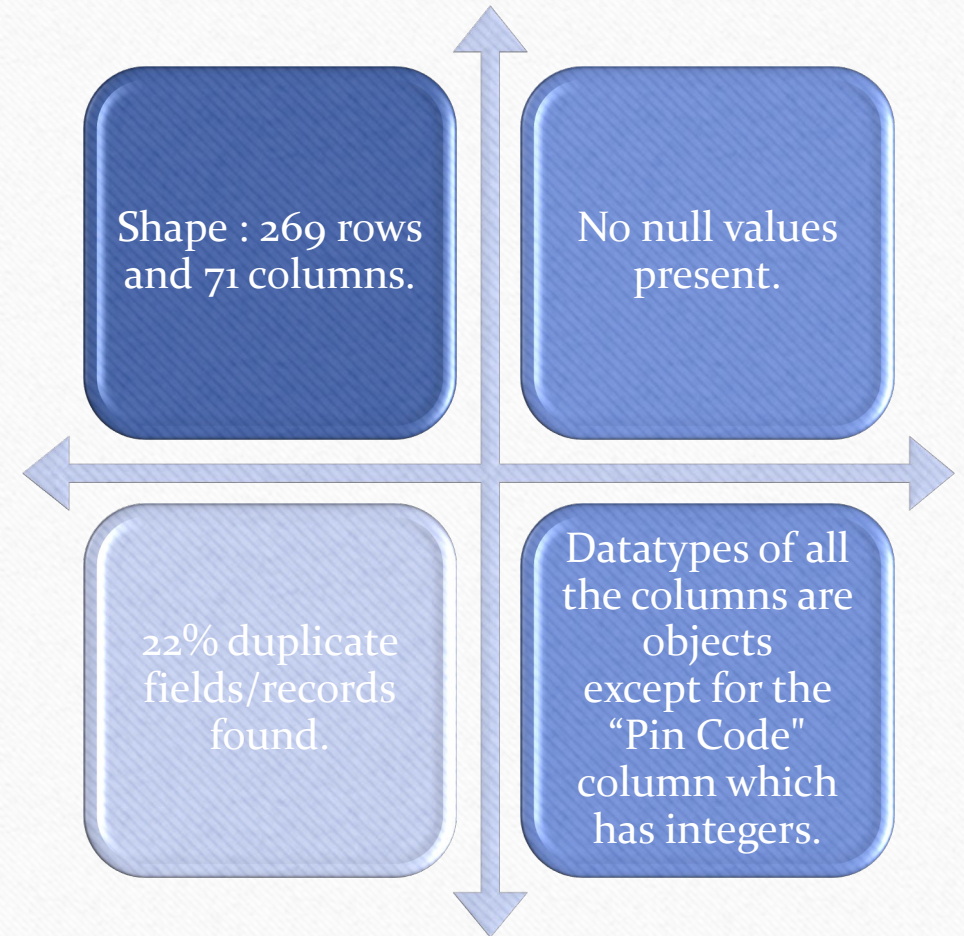 Shape : 269 rows
and 71 columns.
No null values
present.
22% duplicate
fields/records
found.
Datatypes of all
the columns are
objects
except for the
“Pin Code"
column which
has integers.